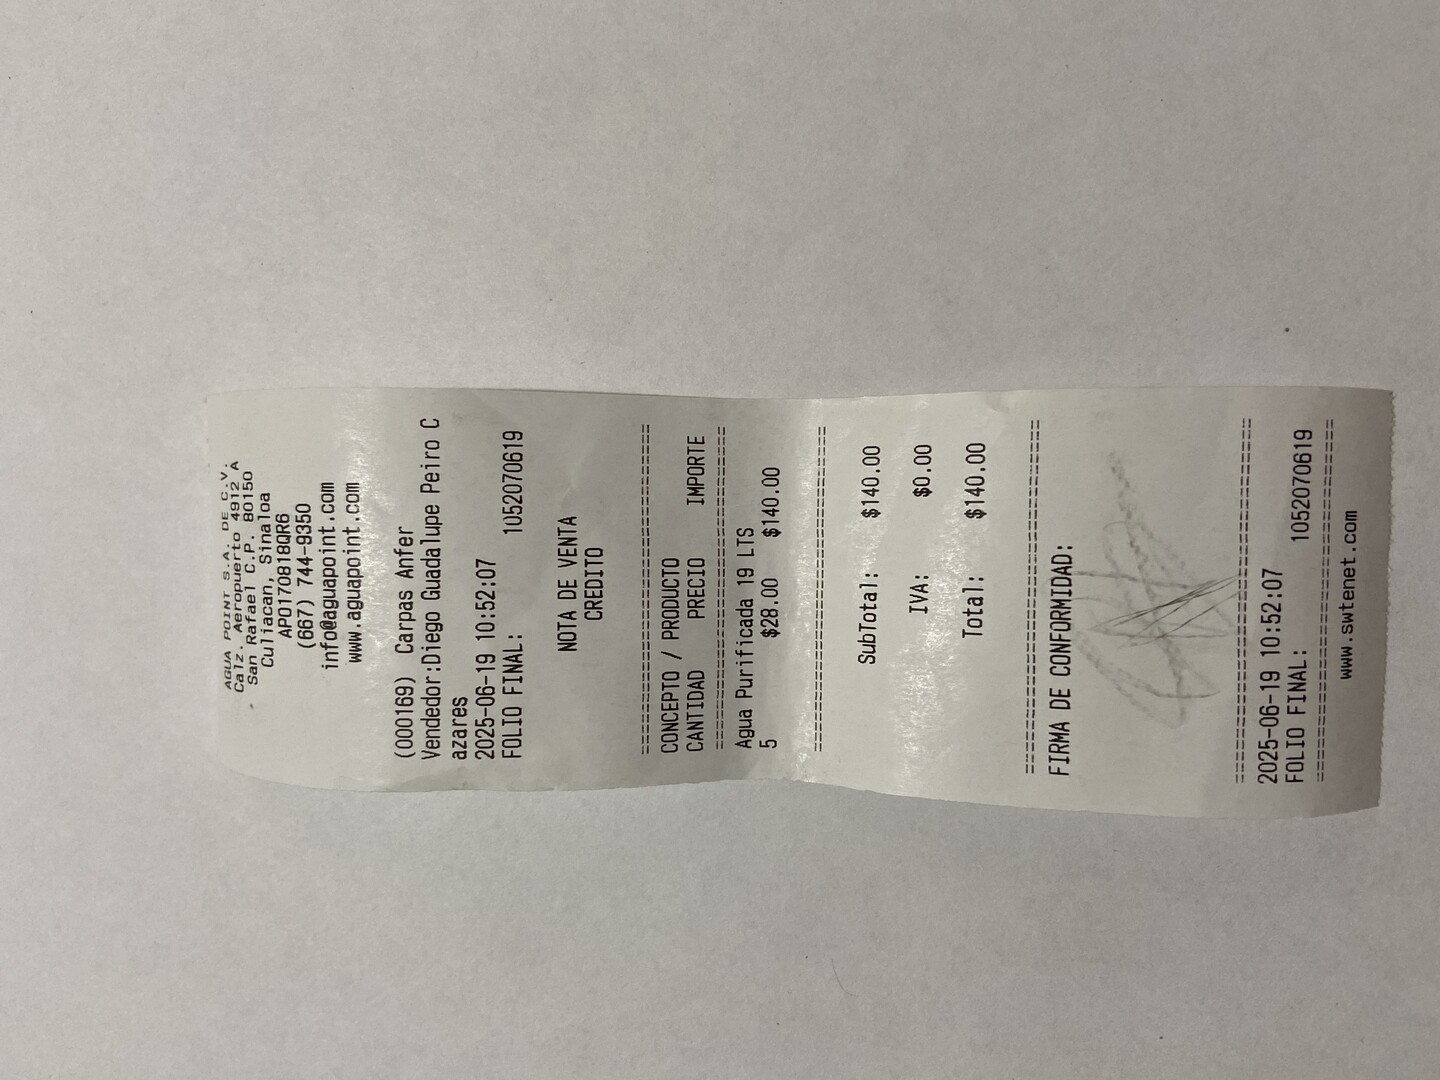 AGUA POINT S.A. DE C.V.
Calz. Aeropuerto 4912 A
San Rafael C.P. 80150
Culiacan, Sinaloa
APO170818QR6
(667) 744-9350
info@aguapoint.com
www.aguapoint.com
(000169) Carpas Anfer
Vendedor:Diego Guadalupe Peiro C
azares
2025-06-19 10:52:07
FOLIO FINAL: 1052070619
NOTA DE VENTA
CREDITO
==================================
CONCEPTO / PRODUCTO
CANTIDAD PRECIO IMPORTE
==================================
Agua Purificada 19 LTS
5 $28.00 $140.00
==================================
SubTotal: $140.00
IVA: $0.00
Total: $140.00
==================================
FIRMA DE CONFORMIDAD:
==================================
2025-06-19 10:52:07
FOLIO FINAL: 1052070619
==================================
www.swtenet.com